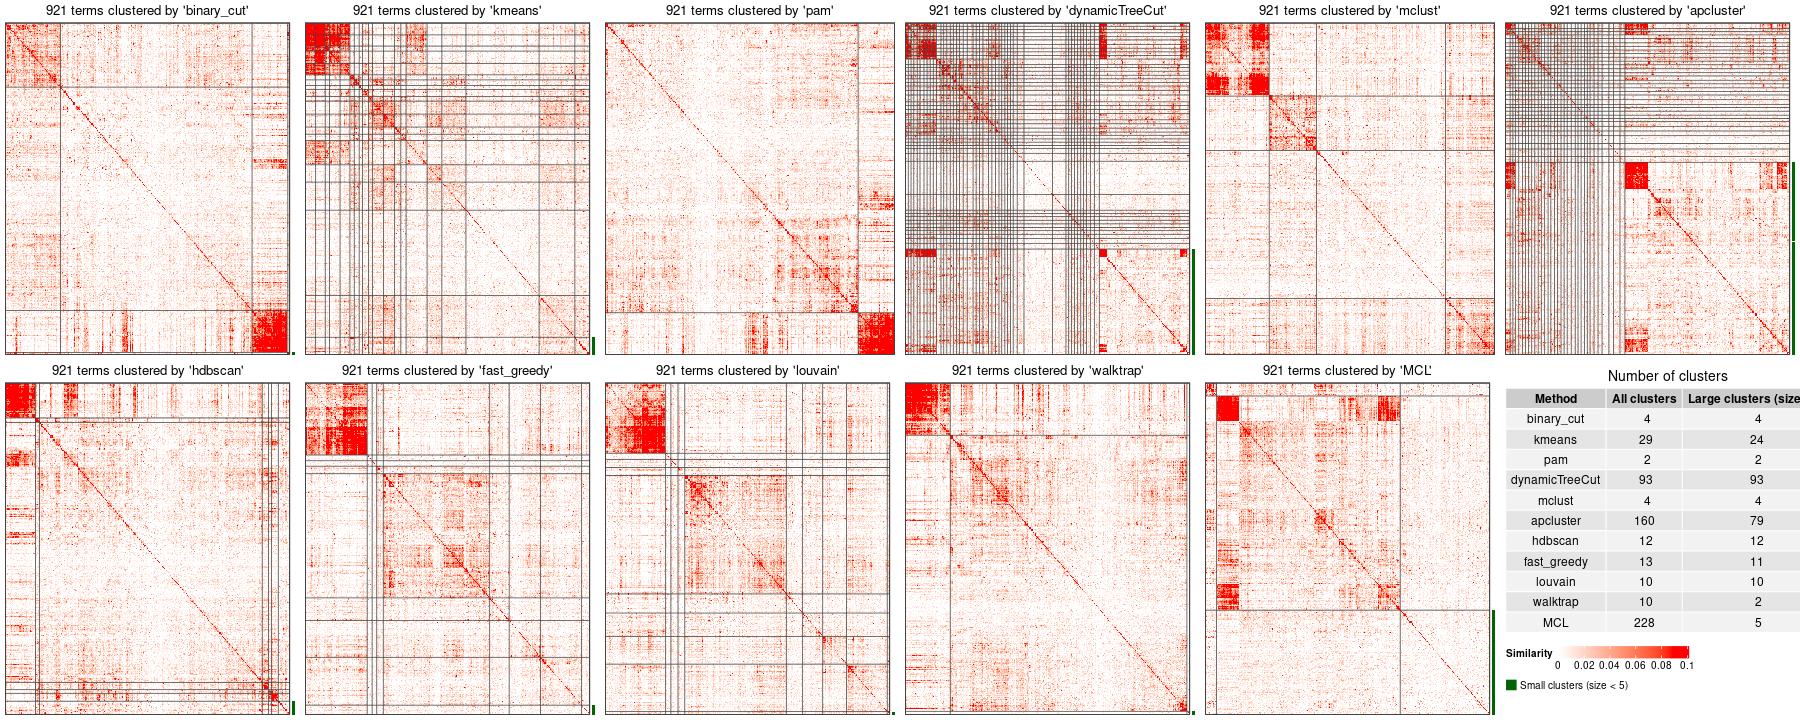 921 terms clustered by 'binary_cut'
921 terms clustered by 'kmeans'
921 terms clustered by 'pam'
921 terms clustered by 'dynamicTreeCut'
921 terms clustered by 'mclust'
921 terms clustered by 'apcluster'
921 terms clustered by 'hdbscan'
921 terms clustered by 'fast_greedy'
921 terms clustered by 'louvain'
921 terms clustered by 'walktrap'
921 terms clustered by 'MCL'
Number of clusters
Method All clusters Large clusters (size
binary_cut 4 4
kmeans 29 24
pam 2 2
dynamicTreeCut 93 93
mclust 4 4
apcluster 160 79
hdbscan 12 12
fast_greedy 13 11
louvain 10 10
walktrap 10 2
MCL 228 5
Similarity
0 0.02 0.04 0.06 0.08 0.1
Small clusters (size < 5)